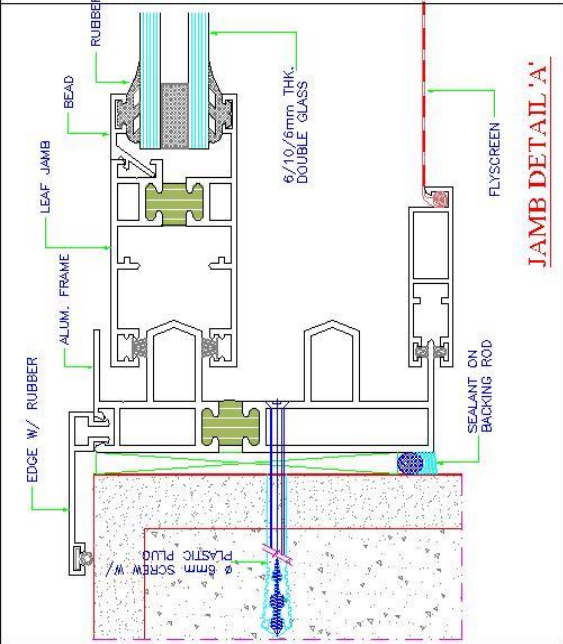 RUBBER
BEAD
LEAF JAMB
ALUM. FRAME
EDGE W/ RUBBER
6/10/6mm THK.
DOUBLE GLASS
FLYSCREEN
SEALANT ON
BACKING ROD
ø 6mm SCREW W/
PLASTIC PLUG
JAMB DETAIL 'A'